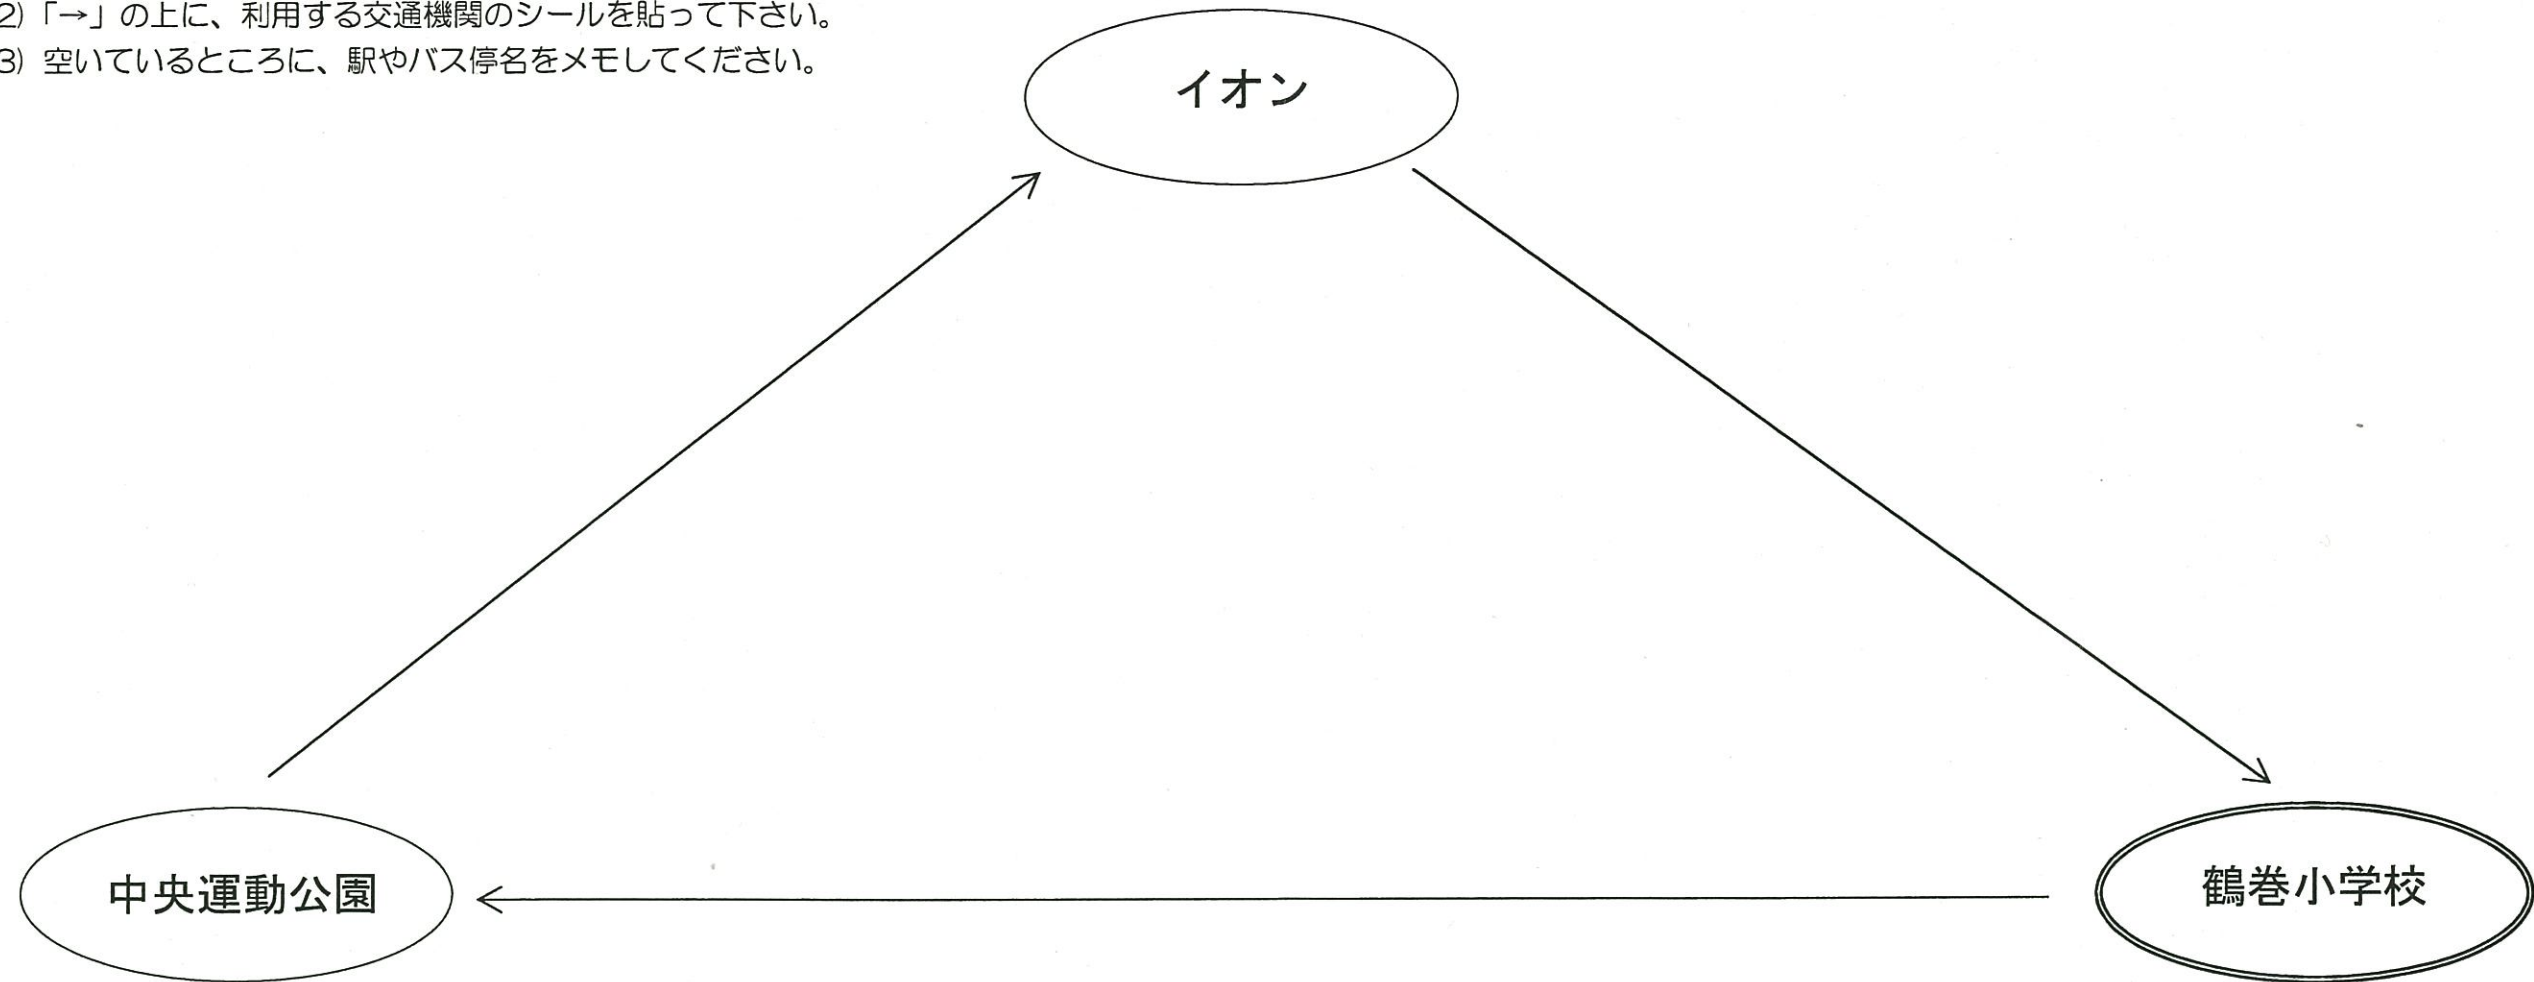 2)「→」の上に、利用する交通機関のシールを貼って下さい。
3) 空いているところに、駅やバス停名をメモしてください。
イオン
中央運動公園
鶴巻小学校